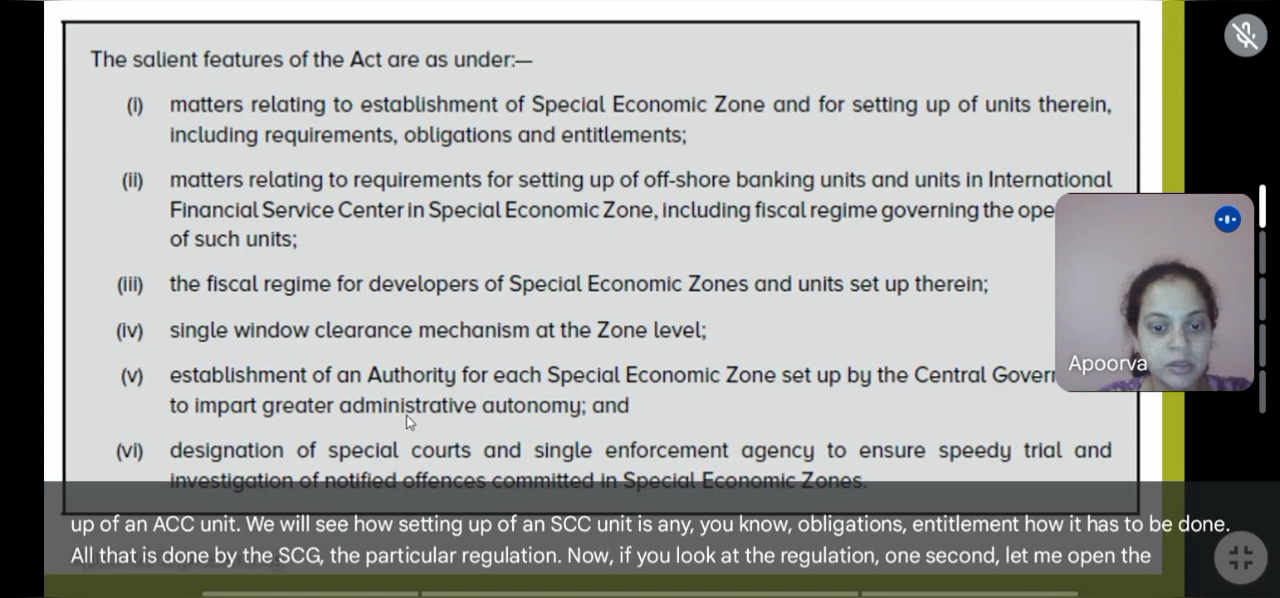 The salient features of the Act are as under:—
(i) matters relating to establishment of Special Economic Zone and for setting up of units therein,
including requirements, obligations and entitlements;
(ii) matters relating to requirements for setting up of off-shore banking units and units in International
Financial Service Center in Special Economic Zone, including fiscal regime governing the
of such units;
(iii) the fiscal regime for developers of Special Economic Zones and units set up therein;
(iv) single window clearance mechanism at the Zone level;
Apoorva
(v) establishment of an Authority for each Special Economic Zone set up by the Central
to impart greater administrative autonomy; and
(vi) designation of special courts and single enforcement agency to ensure speedy trial and
investigation of notified offences committed in Special Economic Zones.
up of an ACC unit. We will see how setting up of an SCC unit is any, you know, obligations, entitlement how it has to be done.
All that is done by the SCG, the particular regulation. Now, if you look at the regulation, one second, let me open the